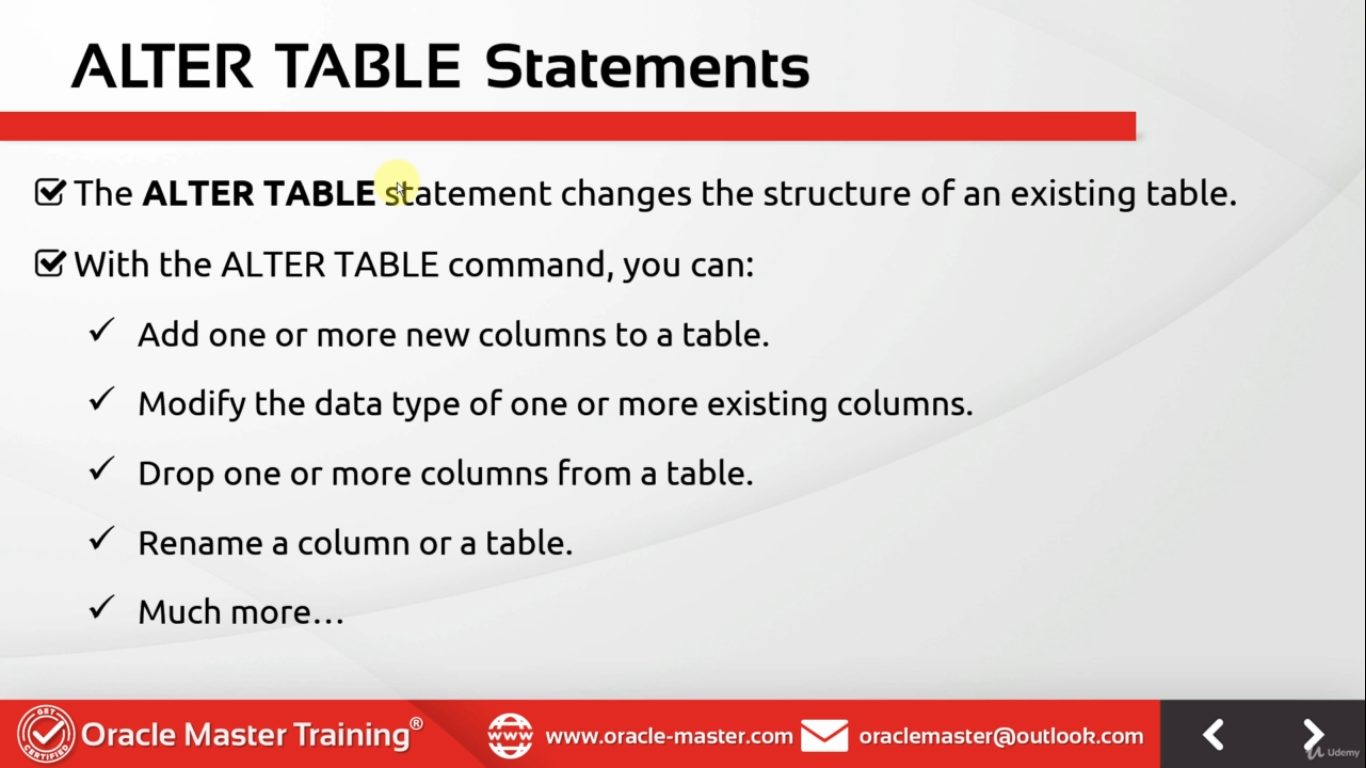 ALTER TABLE Statements
The ALTER TABLE statement changes the structure of an existing table.
With the ALTER TABLE command, you can:
Add one or more new columns to a table.
Modify the data type of one or more existing columns.
Drop one or more columns from a table.
Rename a column or a table.
Much more…
GET CERTIFIED
Oracle Master Training®
www
www.oracle-master.com
oraclemaster@outlook.com
Udemy